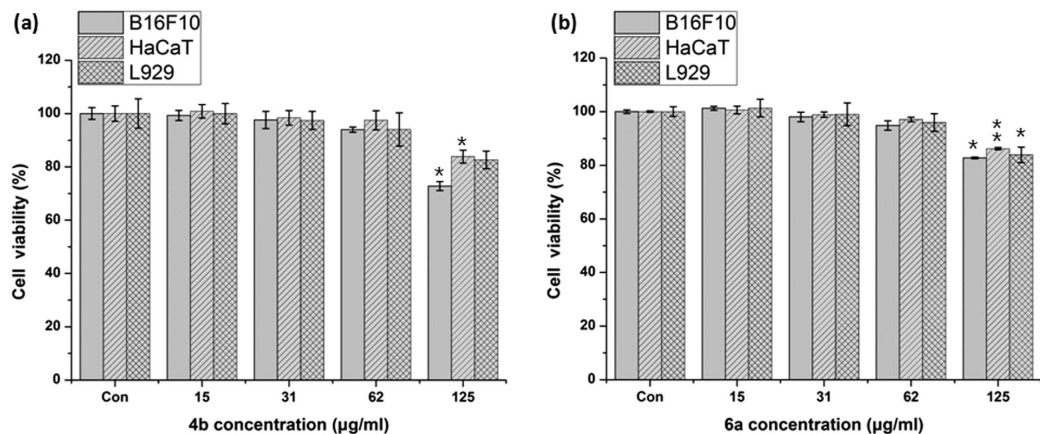 (a)
B16F10
HaCaT
L929
120
100
80
60
40
20
0
Cell viability (%)
* *
Con 15 31 62 125
4b concentration (µg/ml)
(b)
B16F10
HaCaT
L929
120
100
80
60
40
20
0
Cell viability (%)
* ** *
Con 15 31 62 125
6a concentration (µg/ml)